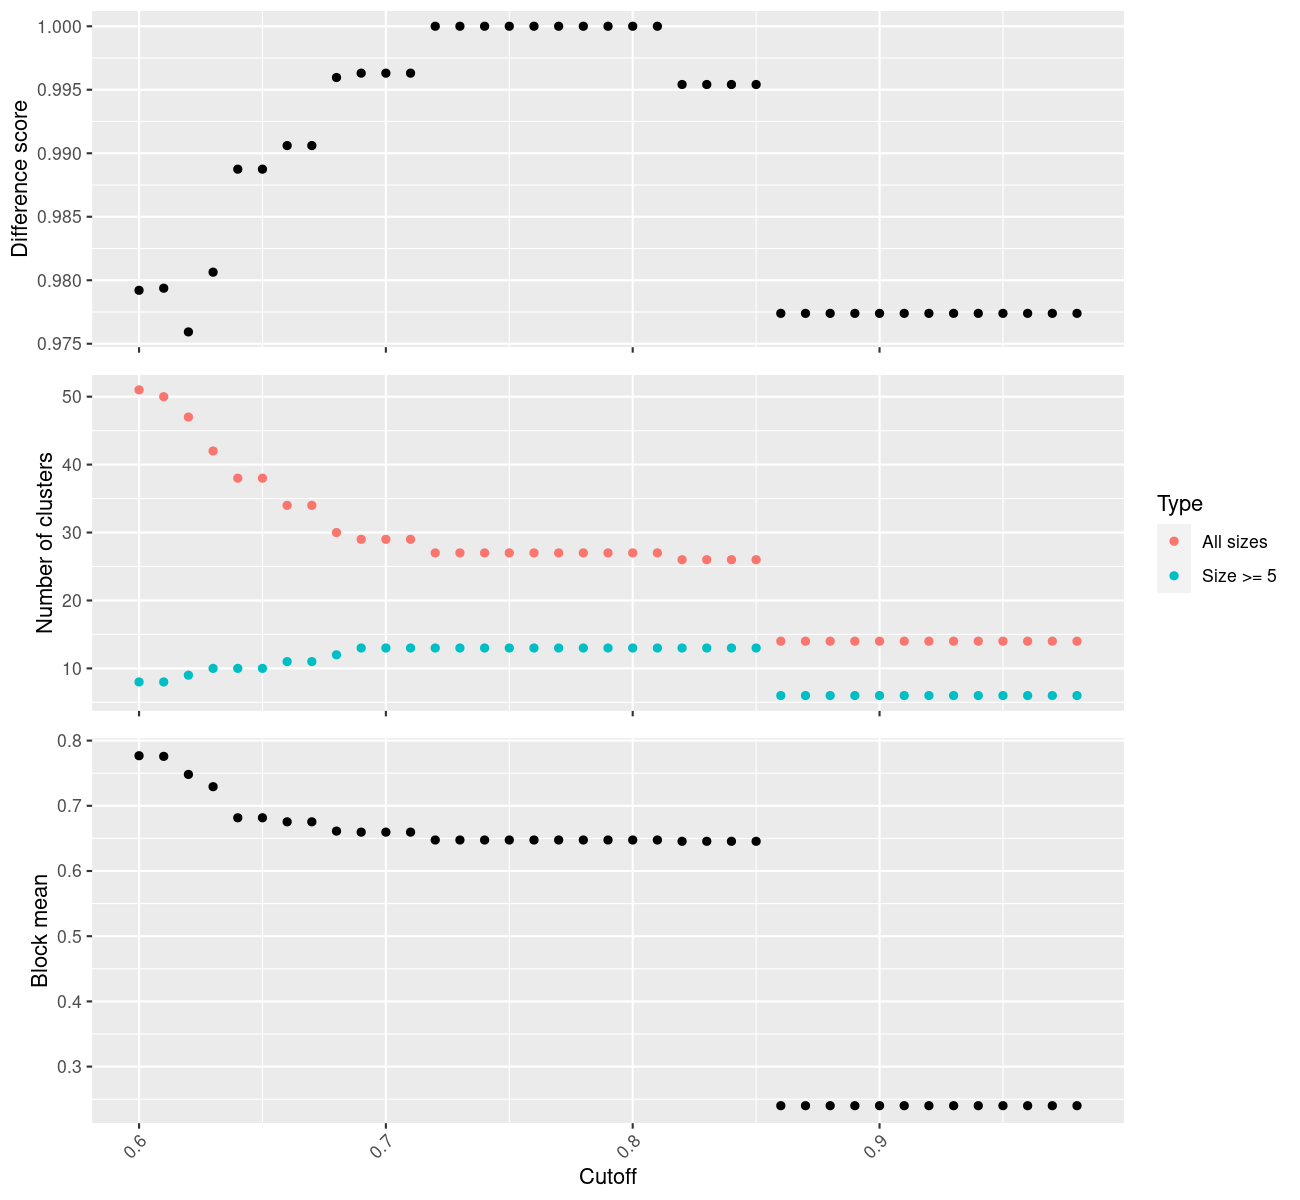 1.000
0.995
0.990
0.985
0.980
0.975
Difference score
50
40
30
20
10
Number of clusters
Type
All sizes
Size >= 5
0.8
0.7
0.6
0.5
0.4
0.3
Block mean
0.6 0.7 0.8 0.9
Cutoff